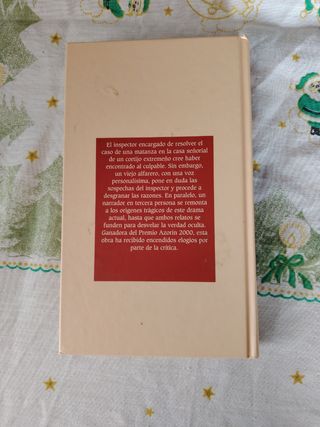 El inspector encargado de resolver el
caso de una matanza en la casa señorial
de un cortijo extremeño cree haber
encontrado al culpable. Sin embargo,
un viejo alfarero, con una voz
personalísima, pone en duda las
sospechas del inspector y procede a
desgranar las razones. En paralelo, un
narrador en tercera persona se remonta
a los orígenes trágicos de este drama
actual, hasta que ambos relatos se
funden para desvelar la verdad oculta.
Ganadora del Premio Azorín 2000, esta
obra ha recibido encendidos elogios por
parte de la crítica.